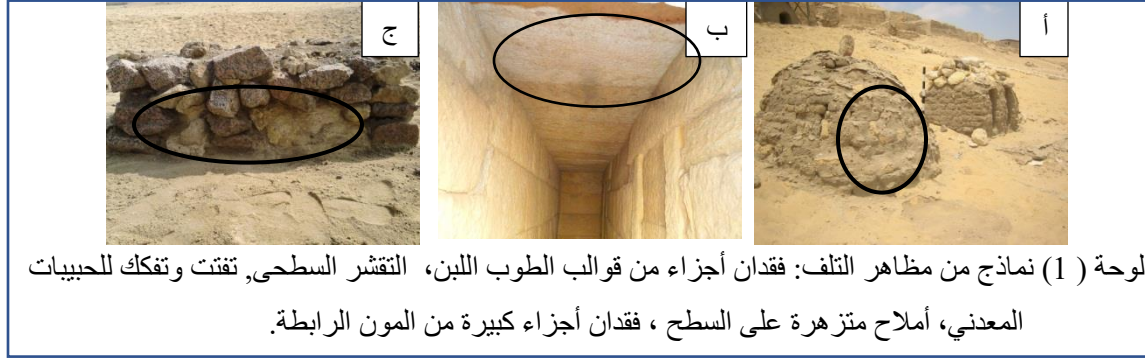 أ
ب
ج
لوحة ( 1) نماذج من مظاهر التلف: فقدان أجزاء من قوالب الطوب اللبن، التقشر السطحى, تفتت وتفكك للحبيبات
المعدني، أملاح متزهرة على السطح ، فقدان أجزاء كبيرة من المون الرابطة.